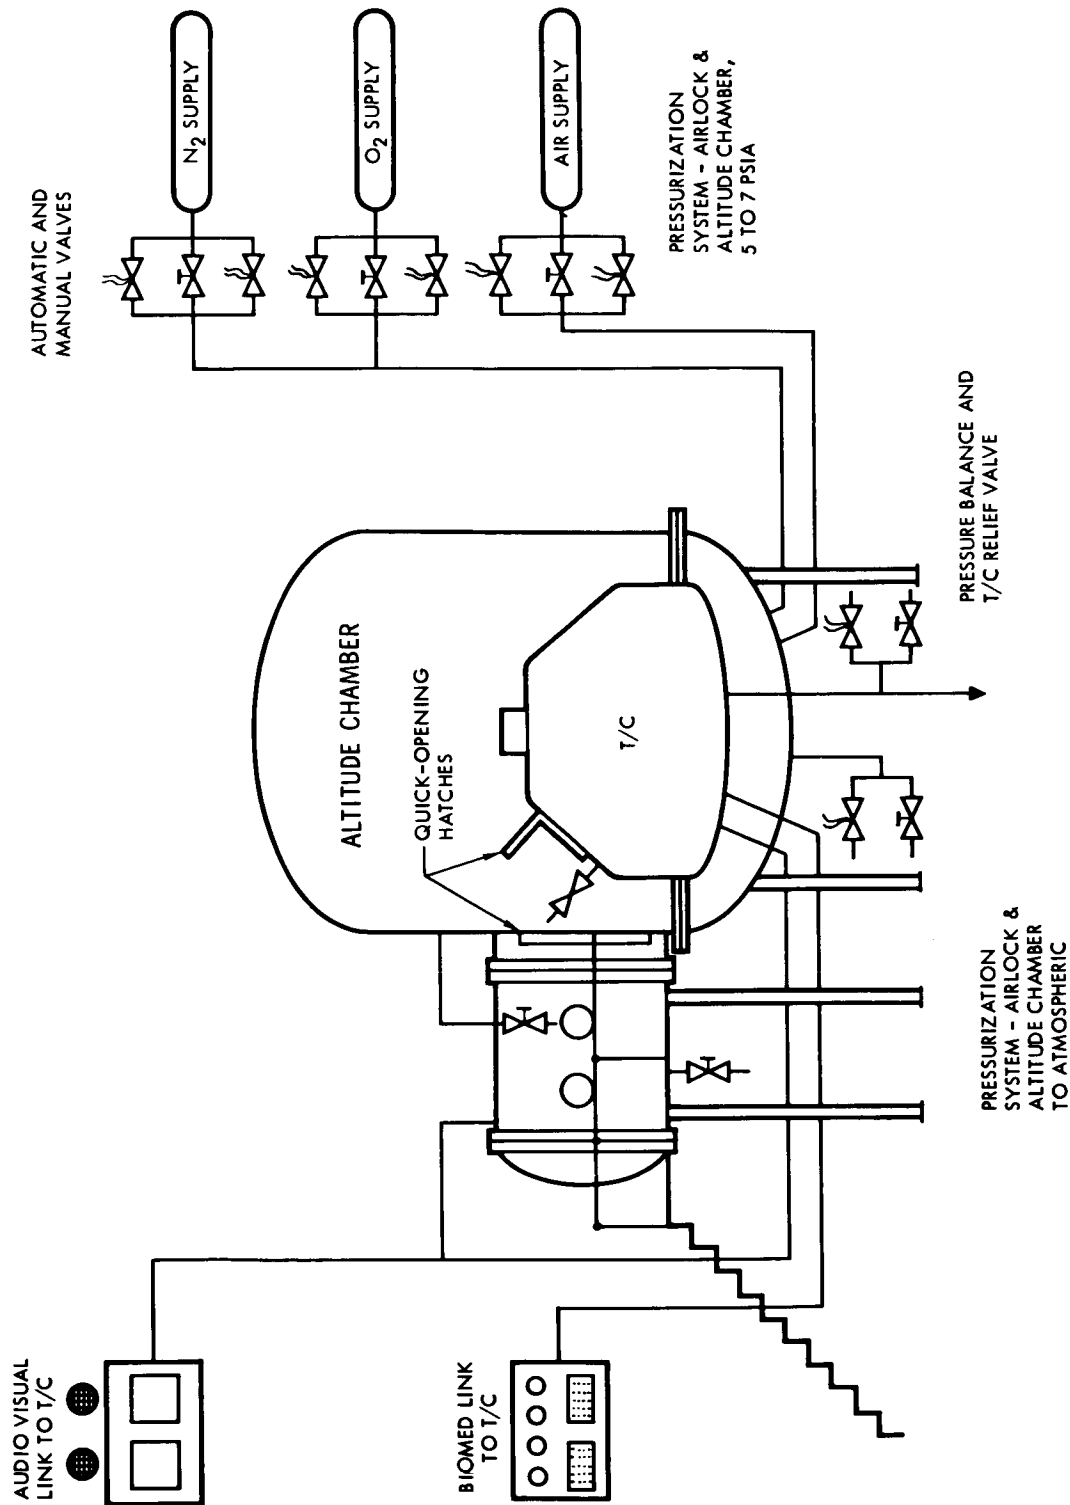 AUDIO VISUAL
LINK TO T/C
BIOMED LINK
TO T/C
ALTITUDE CHAMBER
QUICK-OPENING
HATCHES
T/C
AUTOMATIC AND
MANUAL VALVES
N2 SUPPLY
O2 SUPPLY
AIR SUPPLY
PRESSURIZATION
SYSTEM - AIRLOCK &
ALTITUDE CHAMBER,
5 TO 7 PSIA
PRESSURE BALANCE AND
T/C RELIEF VALVE
PRESSURIZATION
SYSTEM - AIRLOCK &
ALTITUDE CHAMBER
TO ATMOSPHERIC